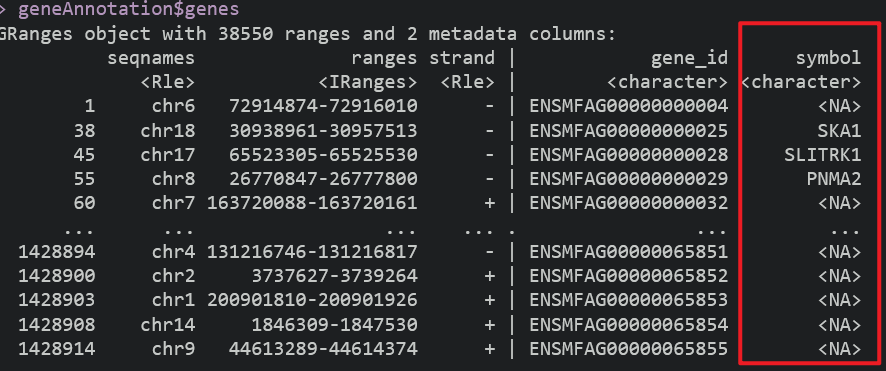 > geneAnnotation$genes
GRanges object with 38550 ranges and 2 metadata columns:
seqnames ranges strand | gene_id symbol
<Rle> <IRanges> <Rle> | <character> <character>
1 chr6 72914874-72916010 - | ENSMFAG00000000004 <NA>
38 chr18 30938961-30957513 - | ENSMFAG00000000025 SKA1
45 chr17 65523305-65525530 - | ENSMFAG00000000028 SLITRK1
55 chr8 26770847-26777800 - | ENSMFAG00000000029 PNMA2
60 chr7 163720088-163720161 + | ENSMFAG00000000032 <NA>
... ... ... ... . ... ...
1428894 chr4 131216746-131216817 - | ENSMFAG00000065851 <NA>
1428900 chr2 3737627-3739264 + | ENSMFAG00000065852 <NA>
1428903 chr1 200901810-200901926 + | ENSMFAG00000065853 <NA>
1428908 chr14 1846309-1847530 + | ENSMFAG00000065854 <NA>
1428914 chr9 44613289-44614374 + | ENSMFAG00000065855 <NA>